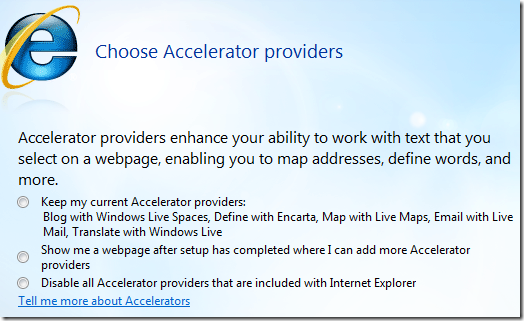 Choose Accelerator providers
Accelerator providers enhance your ability to work with text that you
select on a webpage, enabling you to map addresses, define words, and
more.
Keep my current Accelerator providers:
Blog with Windows Live Spaces, Define with Encarta, Map with Live Maps, Email with Live
Mail, Translate with Windows Live
Show me a webpage after setup has completed where I can add more Accelerator
providers
Disable all Accelerator providers that are included with Internet Explorer
Tell me more about Accelerators